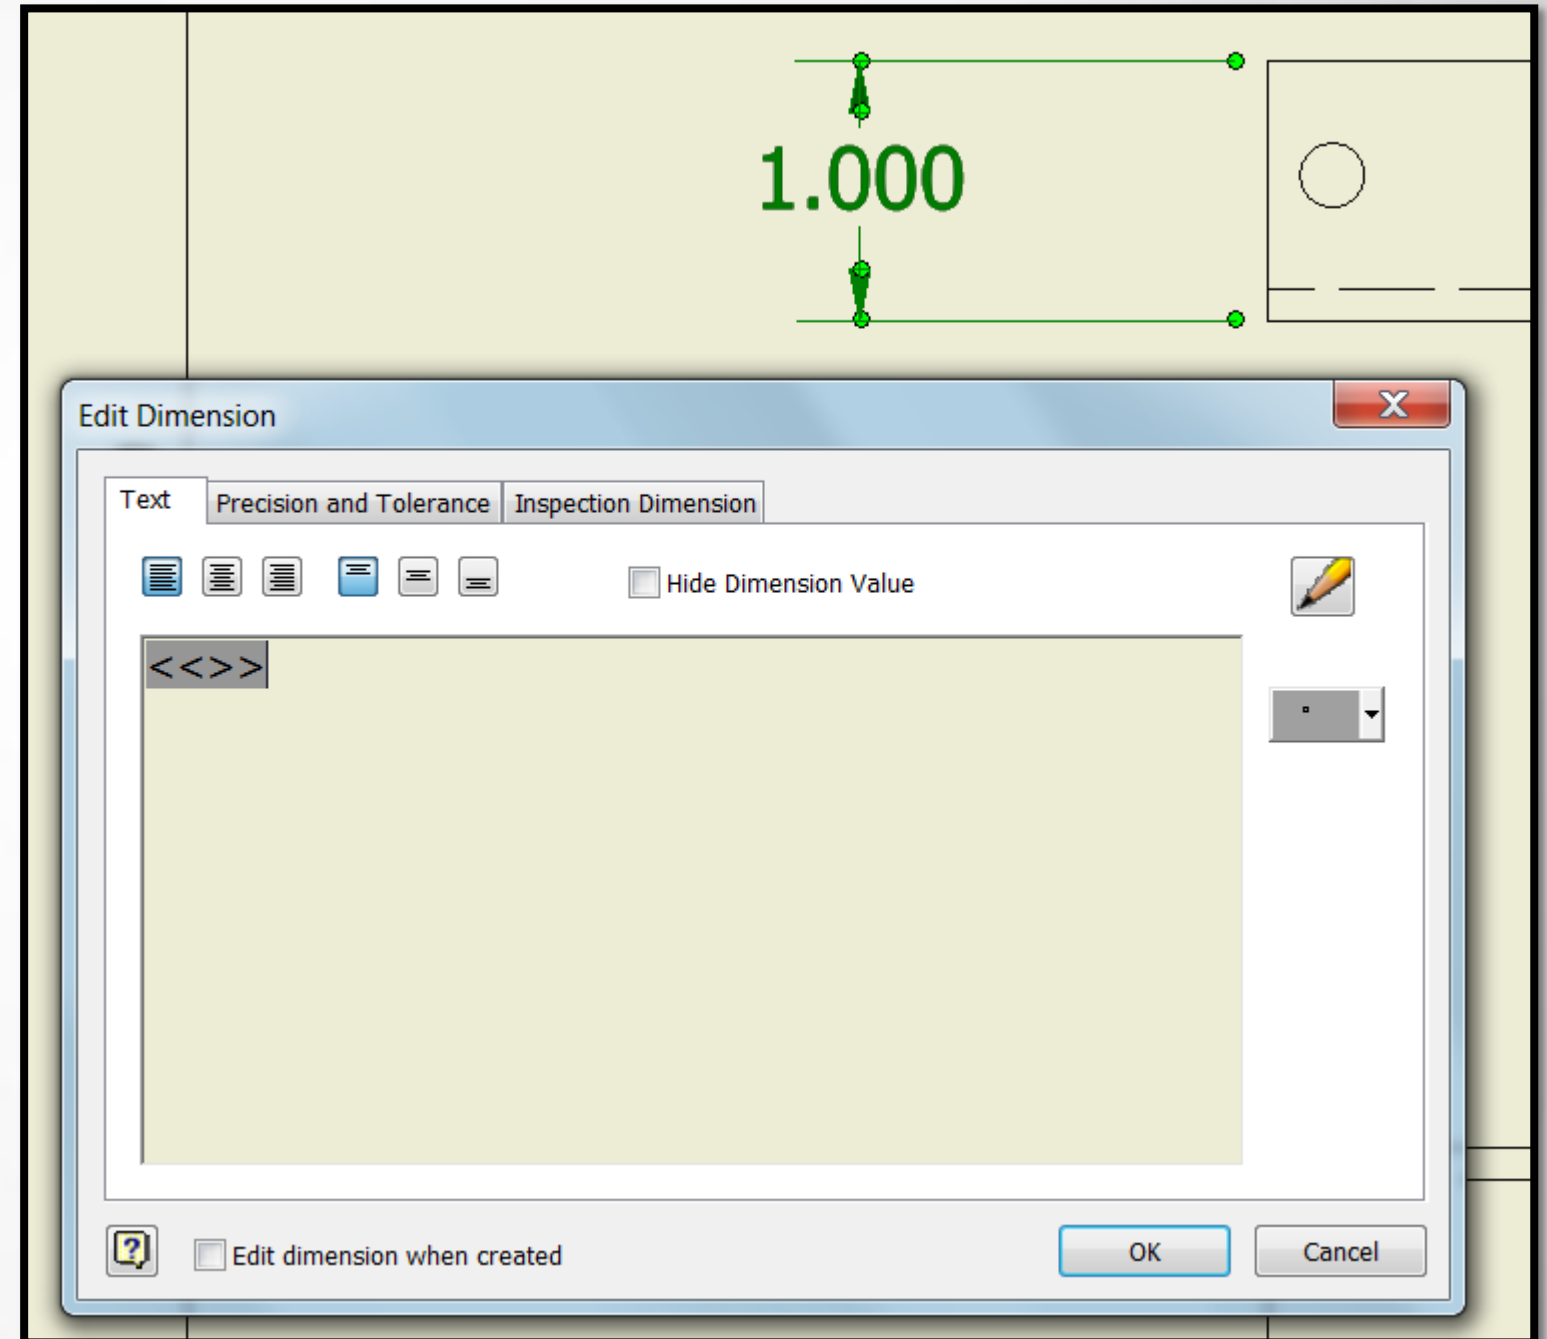 1.000
Edit Dimension
Text Precision and Tolerance Inspection Dimension
Hide Dimension Value
<<>>
Edit dimension when created OK Cancel